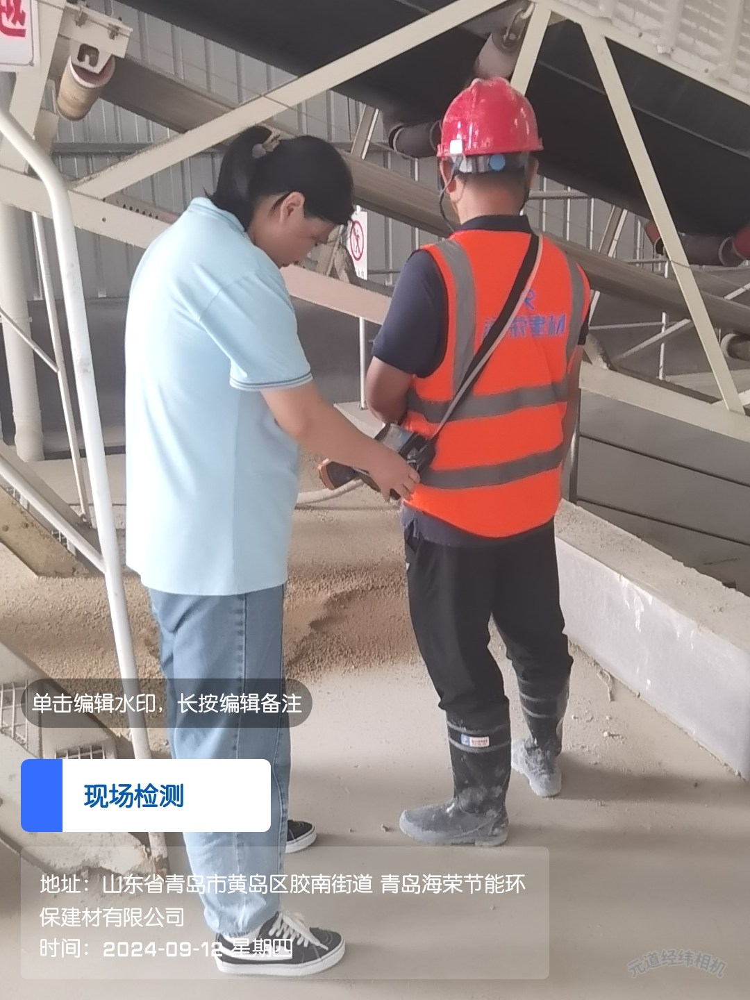 单击编辑水印，长按编辑备注
现场检测
地址：山东省青岛市黄岛区胶南街道 青岛海荣节能环
保建材有限公司
时间：2024-09-12 星期四
元道经纬相机